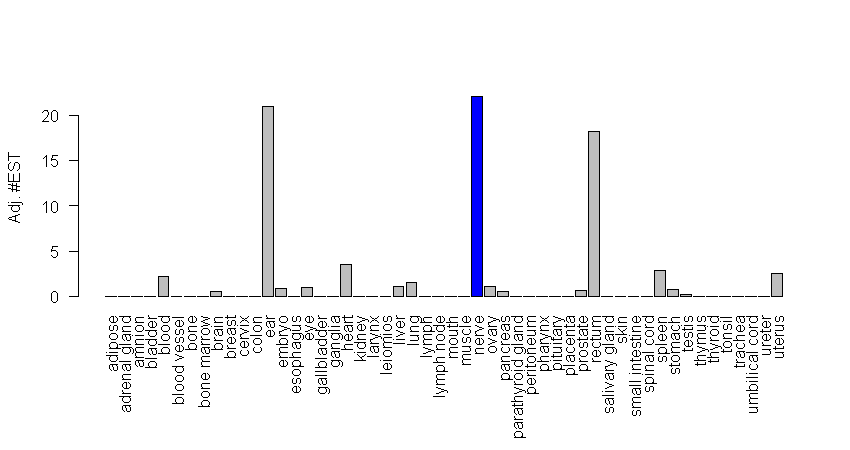 Adj. #EST
20
15
10
5
0
adipose
adrenal gland
amnion
bladder
blood
blood vessel
bone
bone marrow
brain
breast
cervix
colon
ear
embryo
esophagus
eye
gallbladder
ganglia
heart
kidney
larynx
leiomios
liver
lung
lymph
lymph node
mouth
muscle
nerve
ovary
pancreas
parathyroid gland
peritoneum
pharynx
pituitary
placenta
prostate
rectum
salivary gland
skin
small intestine
spinal cord
spleen
stomach
testis
thymus
thyroid
tonsil
trachea
umbilical cord
ureter
uterus